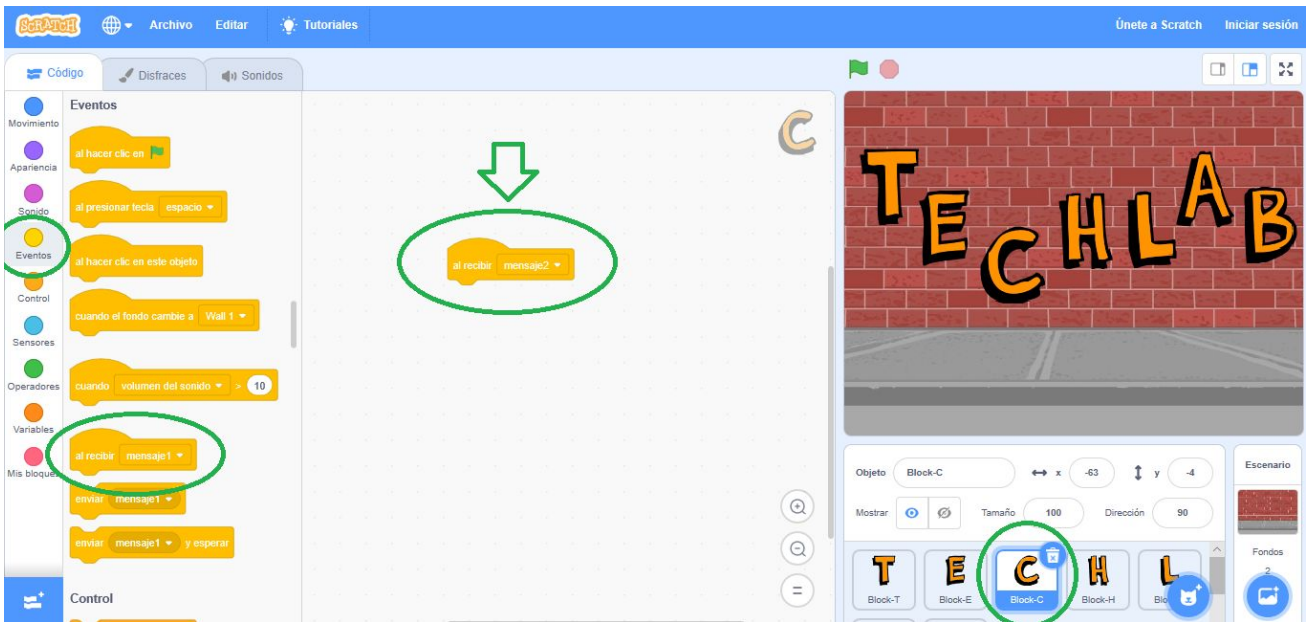 SCRATCH Archivo Editar Tutoriales Únete a Scratch Iniciar sesión
Código Disfraces Sonidos
Movimiento
Apariencia
Sonido
Eventos
Control
Sensores
Operadores
Variables
Mis bloques
Eventos
al hacer clic en
al presionar tecla espacio
al hacer clic en este objeto
cuando el fondo cambie a Wall 1
cuando volumen del sonido > 10
al recibir mensaje1
enviar mensaje1
enviar mensaje1 y esperar
Control
al recibir mensaje2
C
TECHLAB
Objeto Block-C x -63 y -4
Mostrar Tamaño 100 Dirección 90
T E C H L
Block-T Block-E Block-C Block-H Blo
Escenario
Fondos
2